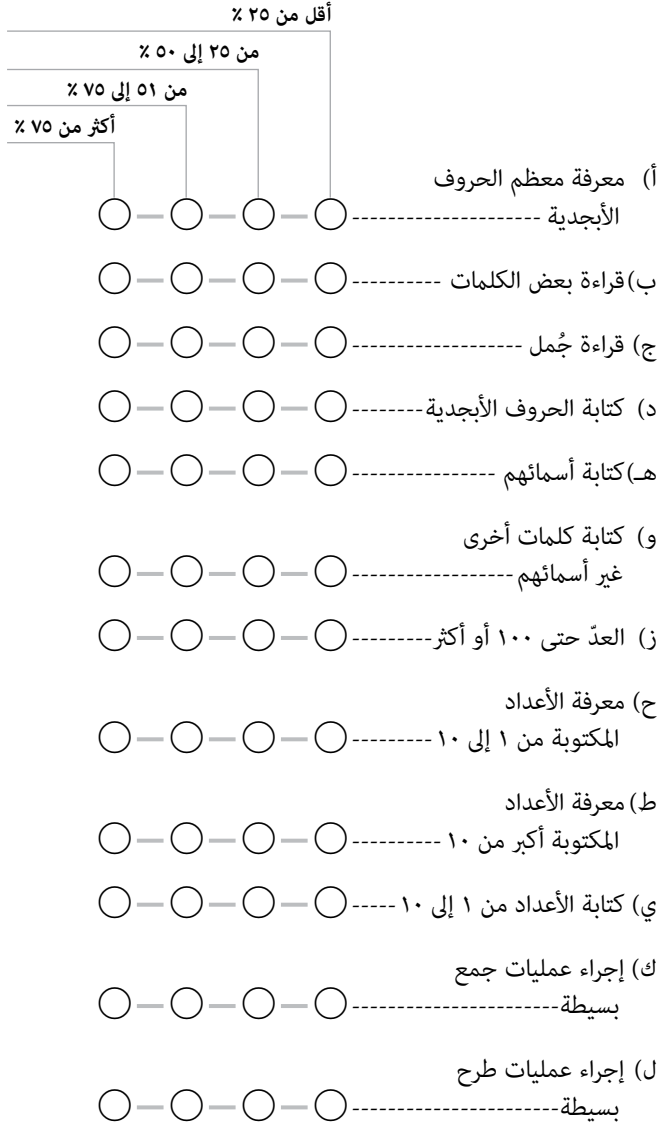 أقل من ٢٥ ٪
من ٢٥ إلى ٥٠ ٪
من ٥١ إلى ٧٥ ٪
أكثر من ٧٥ ٪
أ) معرفة معظم الحروف
الأبجدية ---------------------
ب) قراءة بعض الكلمات ----------
ج) قراءة جُمل -------------------
د) كتابة الحروف الأبجدية--------
هـ) كتابة أسمائهم ----------------
و) كتابة كلمات أخرى
غير أسمائهم ------------------
ز) العدّ حتى ١٠٠ أو أكثر---------
ح) معرفة الأعداد
المكتوبة من ١ إلى ١٠ ---------
ط) معرفة الأعداد
المكتوبة أكبر من ١٠ ----------
ي) كتابة الأعداد من ١ إلى ١٠ -----
ك) إجراء عمليات جمع
بسيطة-----------------------
ل) إجراء عمليات طرح
بسيطة-----------------------